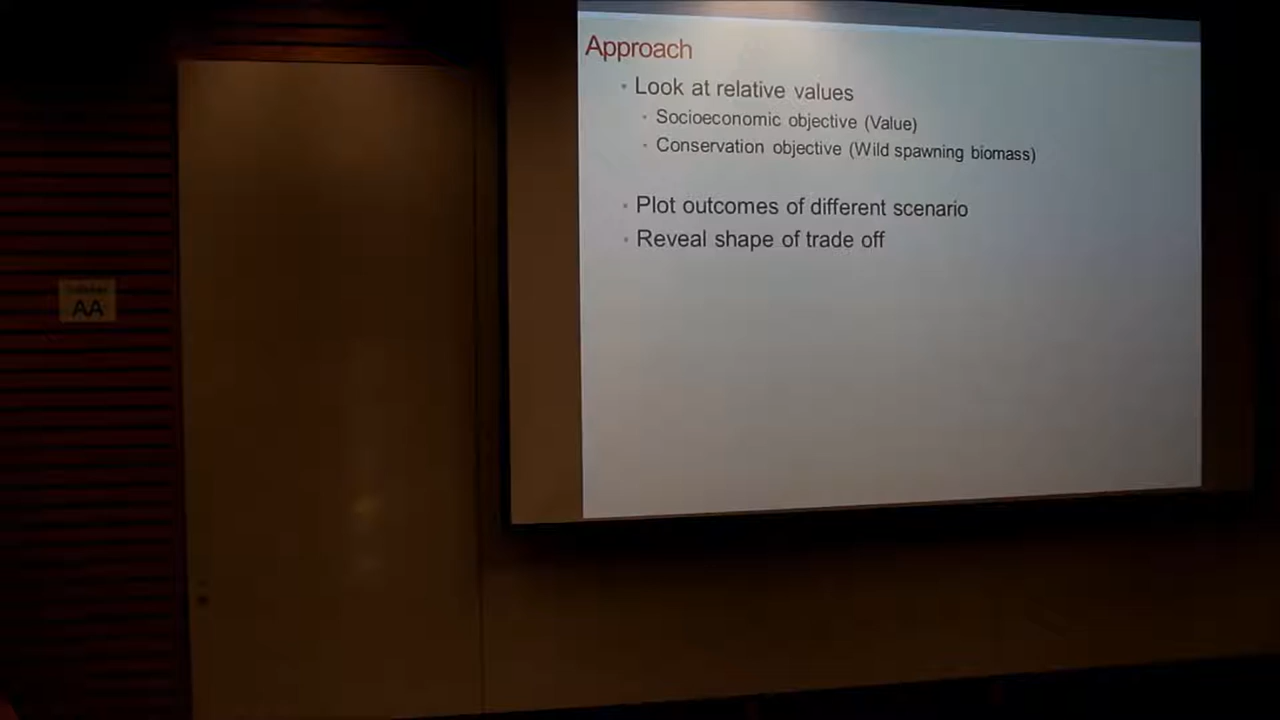 Approach
Look at relative values
Socioeconomic objective (Value)
Conservation objective (Wild spawning biomass)
Plot outcomes of different scenario
Reveal shape of trade off
AA